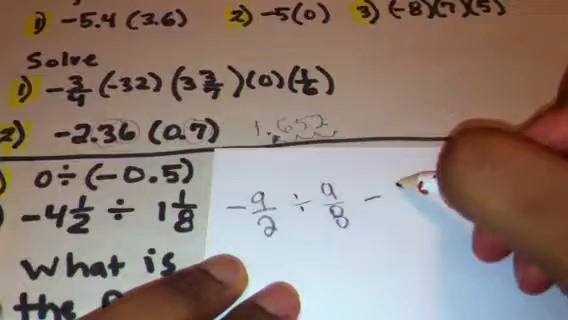 1) -5.4 (3.6) 2) -5(0) 3) (-8)(7)(5)
Solve
1) -3/4 (-32) (3 3/7) (0) (1/6)
2) -2.36 (0.7) 1.652
) 0 ÷ (-0.5)
-4 1/2 ÷ 1 1/8
-9/2 ÷ 9/8 -
What is
the